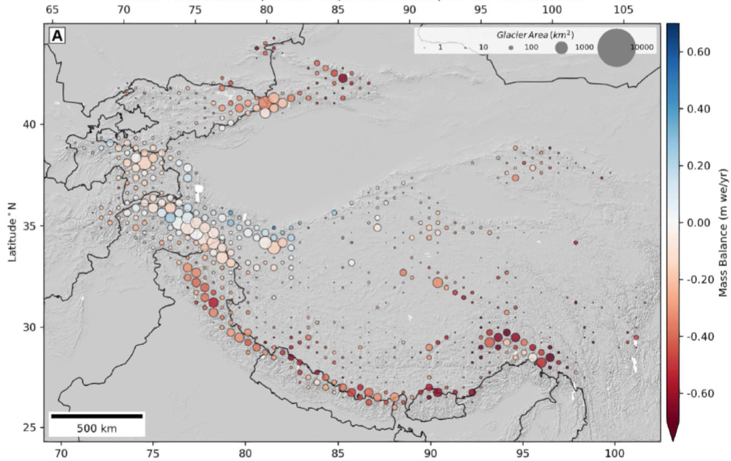 65 70 75 80 85 90 95 100 105
A
Glacier Area (km²)
1 10 100 1000 10000
0.60
0.40
0.20
0.00
-0.20
-0.40
-0.60
Mass Balance (m we/yr)
40
35
30
25
Latitude°N
500 km
70 75 80 85 90 95 100